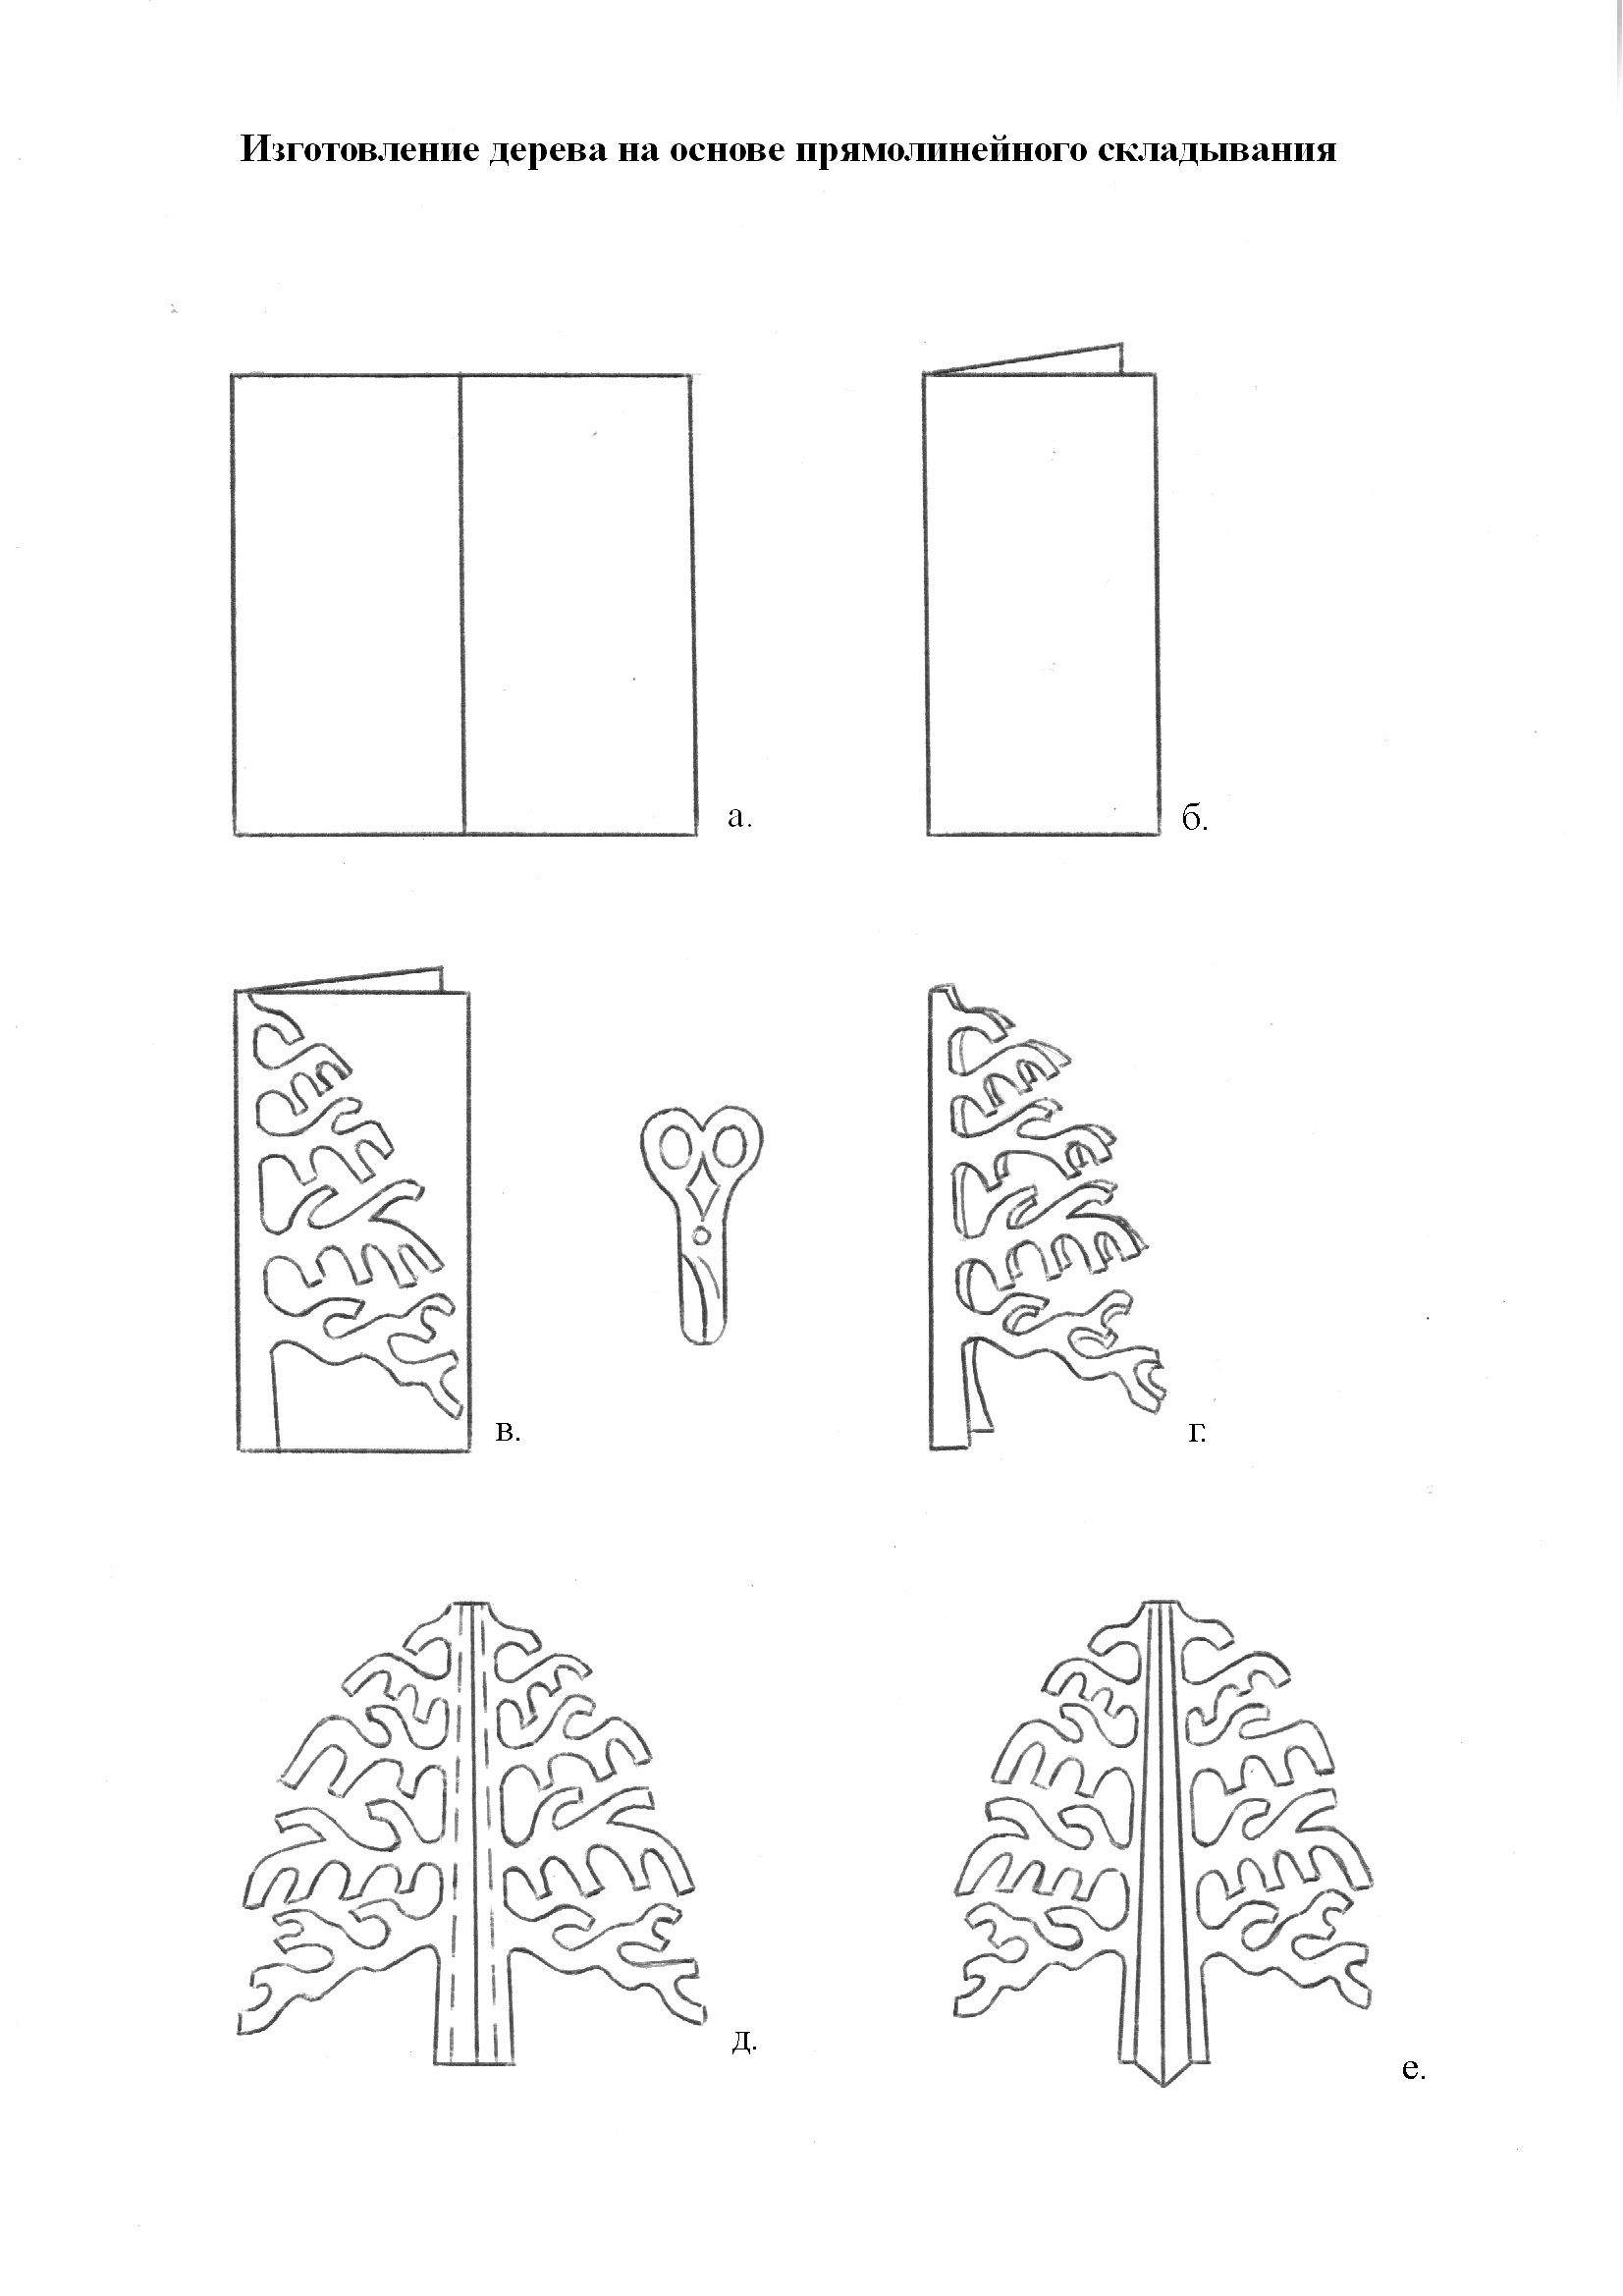 Изготовление дерева на основе прямолинейного складывания
а.
б.
в.
г.
д.
е.